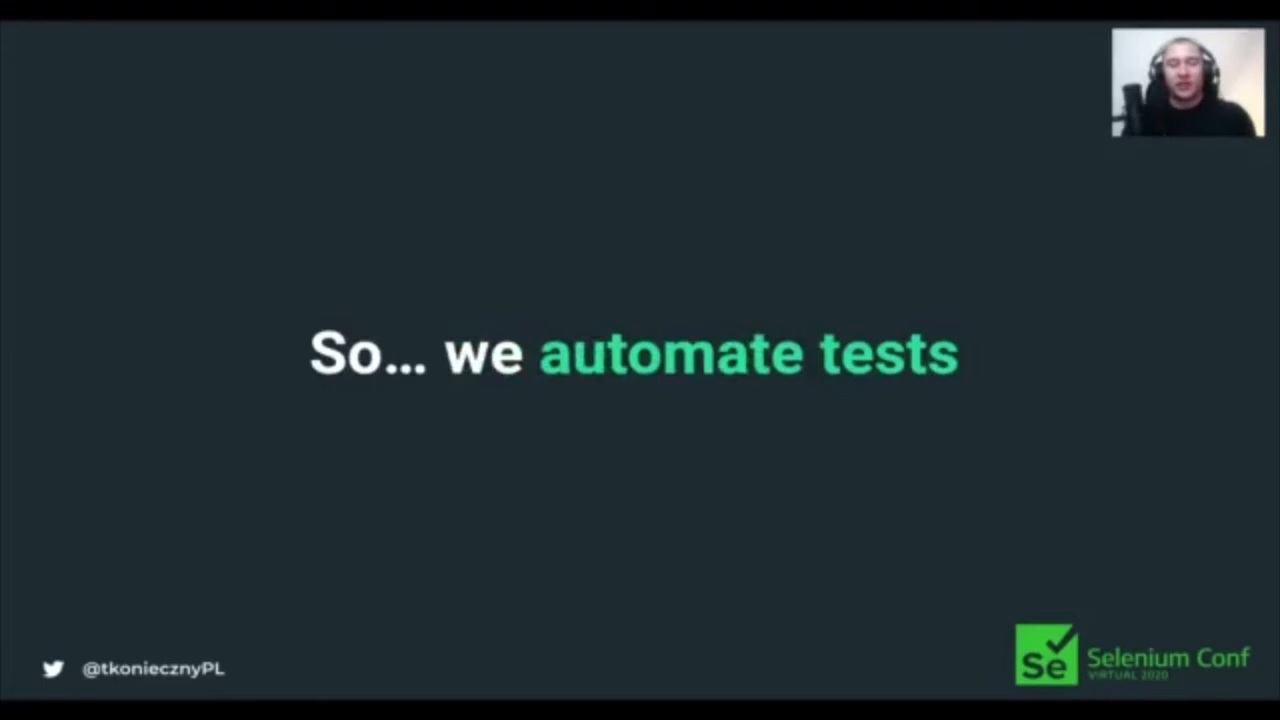 So... we automate tests
@tkoniecznyPL
Se
Selenium Conf
VIRTUAL 2020